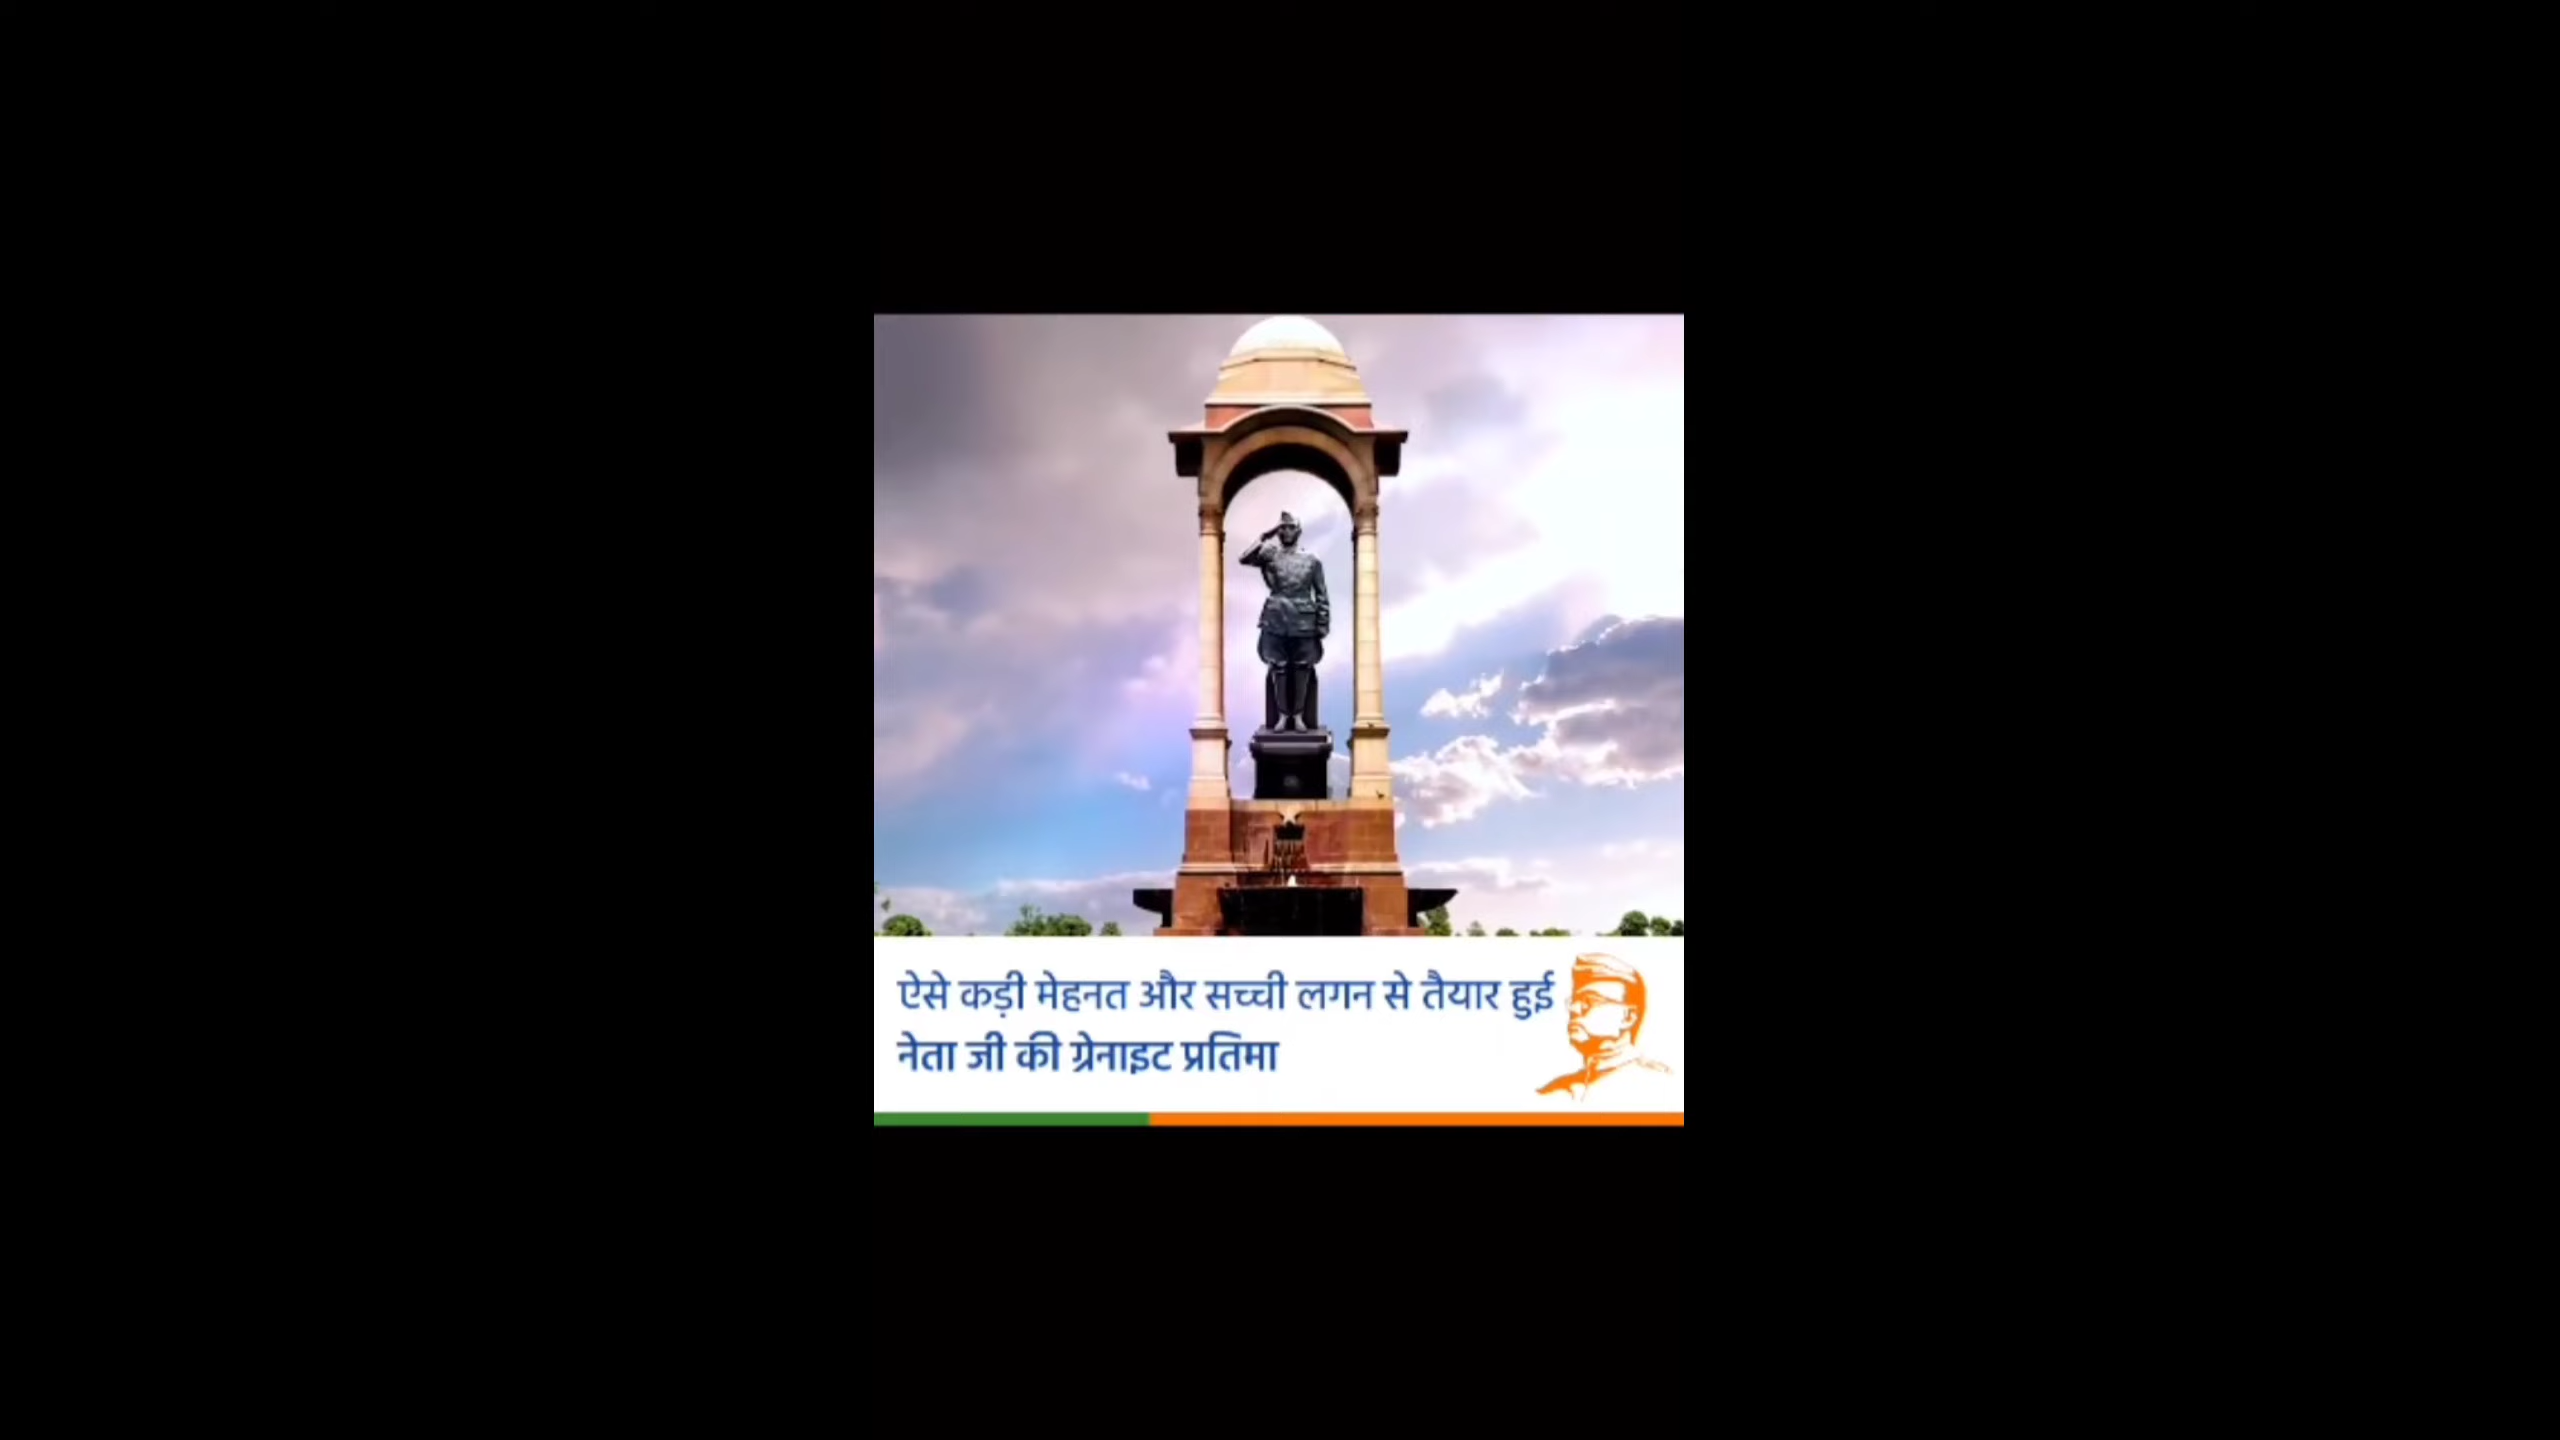 ऐसे कड़ी मेहनत और सच्ची लगन से तैयार हुई
नेता जी की ग्रेनाइट प्रतिमा